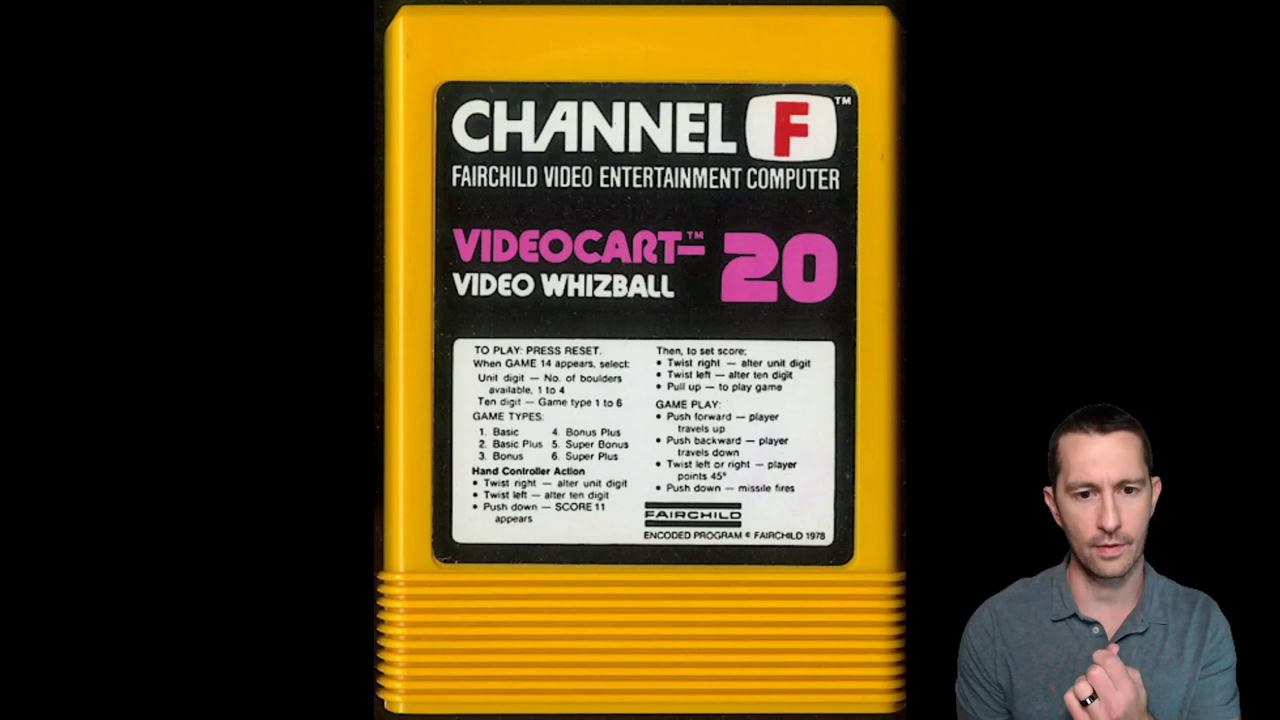 CHANNEL F™
FAIRCHILD VIDEO ENTERTAINMENT COMPUTER
VIDEOCART™– 20
VIDEO WHIZBALL
TO PLAY: PRESS RESET.
When GAME 14 appears, select:
Unit digit — No. of boulders
available, 1 to 4
Ten digit — Game type 1 to 6
GAME TYPES:
1. Basic 4. Bonus Plus
2. Basic Plus 5. Super Bonus
3. Bonus 6. Super Plus
Hand Controller Action
• Twist right — alter unit digit
• Twist left — alter ten digit
• Push down — SCORE 11
appears
Then, to set score;
• Twist right — alter unit digit
• Twist left — alter ten digit
• Pull up — to play game
GAME PLAY:
• Push forward — player
travels up
• Push backward — player
travels down
• Twist left or right — player
points 45°
• Push down — missile fires
FAIRCHILD
ENCODED PROGRAM © FAIRCHILD 1978